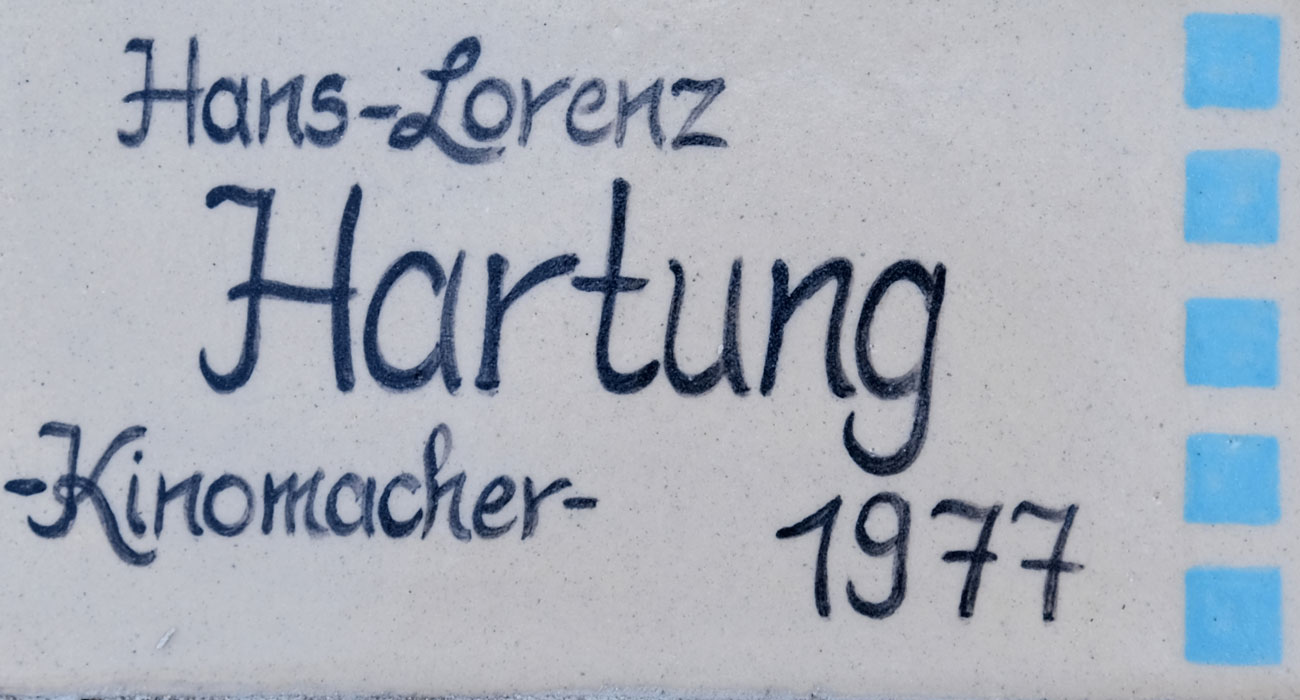 Hans-Lorenz
Hartung
-Kinomacher-
1977